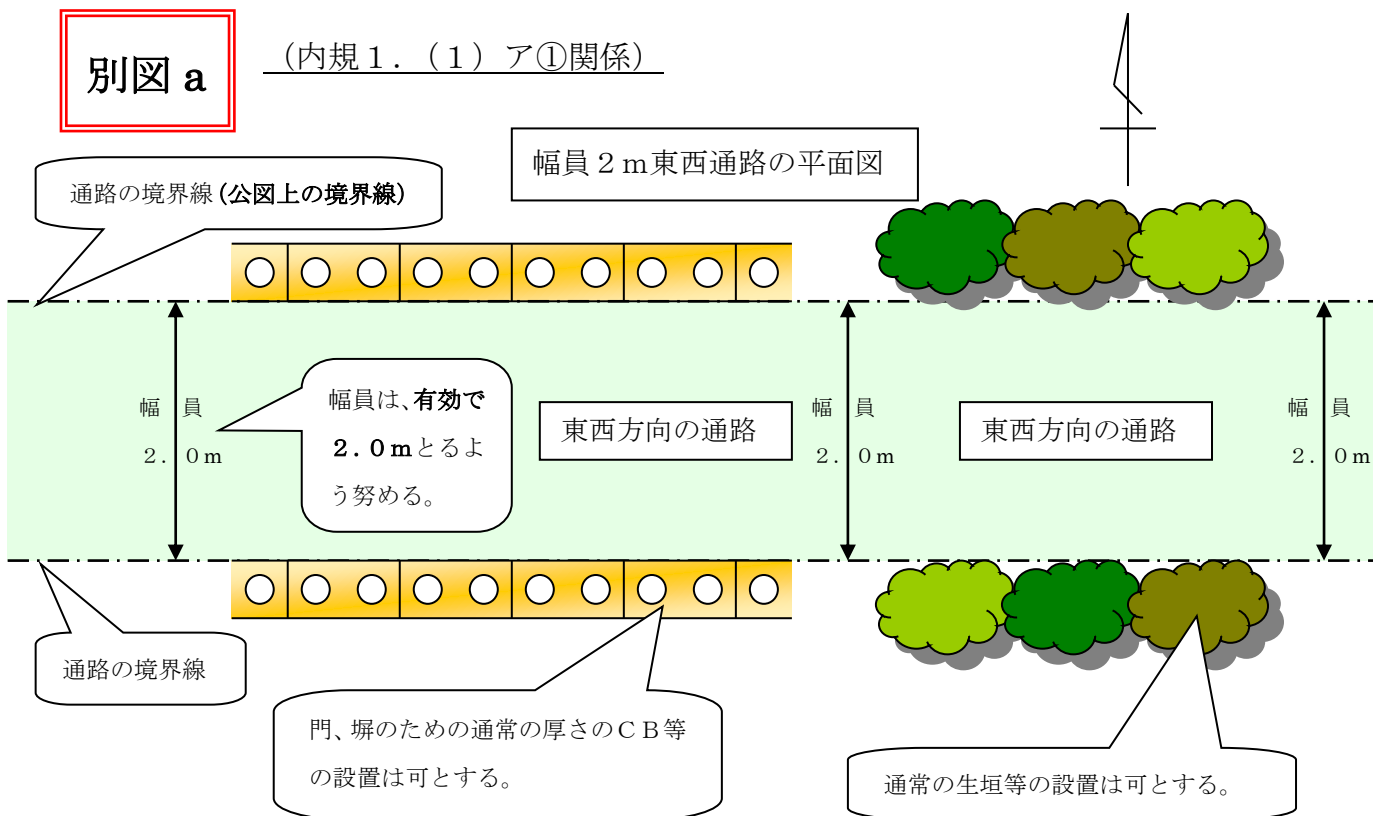 別図 a
(内規１．（１）ア①関係)
幅員２ｍ東西通路の平面図
通路の境界線(公図上の境界線)
幅員
２.０ｍ
幅員は、有効で
２.０ｍとるよ
う努める。
東西方向の通路
幅員
２.０ｍ
東西方向の通路
幅員
２.０ｍ
通路の境界線
門、塀のための通常の厚さのＣＢ等
の設置は可とする。
通常の生垣等の設置は可とする。